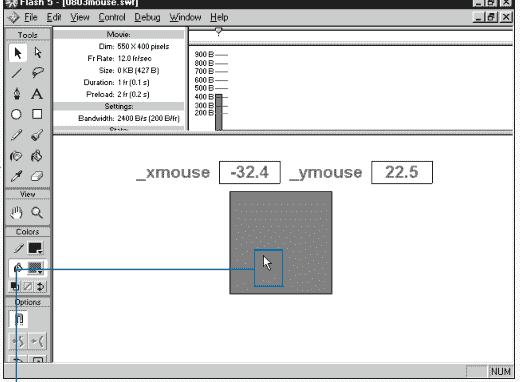 Flash 5 - [0803mouse.swf]
File Edit View Control Debug Window Help
Tools
Movie:
Dim: 550 X 400 pixels
Fr Rate: 12.0 fr/sec
Size: 0 KB (427 B)
Duration: 1 fr (0.1 s)
Preload: 2 fr (0.2 s)
Settings:
Bandwidth: 2400 B/s (200 B/fr)
State:
900 B
800 B
700 B
600 B
500 B
400 B
300 B
200 B
_xmouse -32.4 _ymouse 22.5
View
Colors
Options
NUM